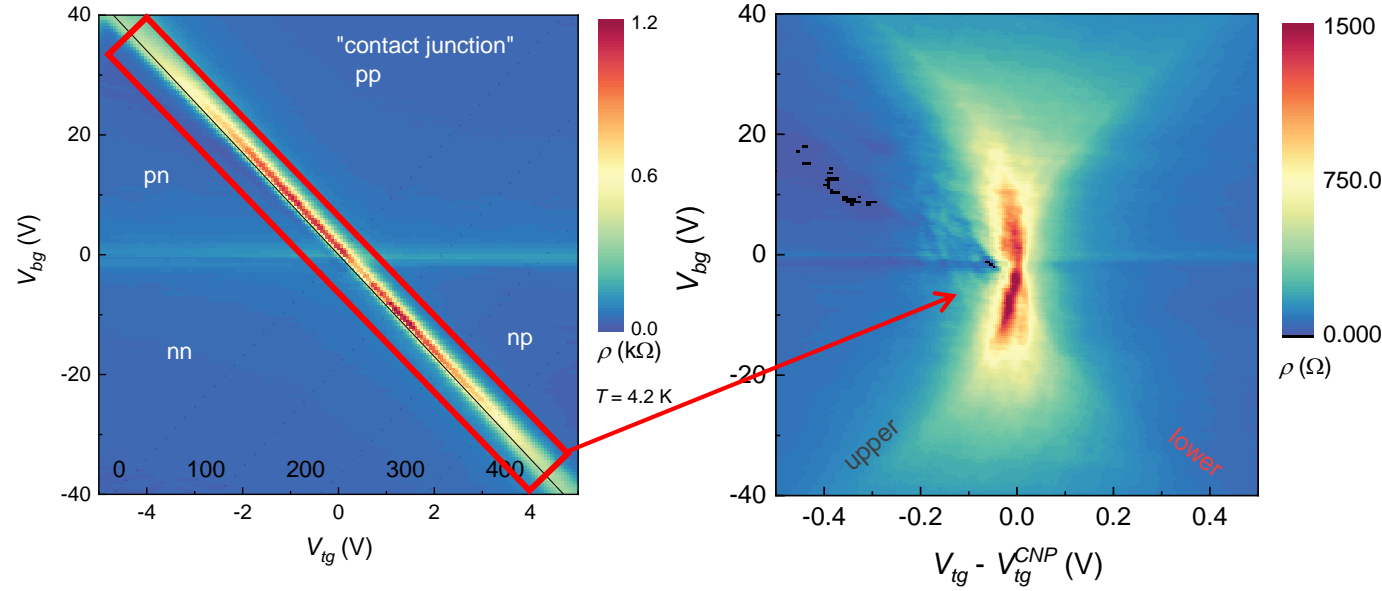 40
20
0
-20
-40
V_bg (V)
"contact junction"
pp
pn
nn
np
0 100 200 300 400
-4 -2 0 2 4
V_tg (V)
1.2
0.6
0.0
ρ (kΩ)
T = 4.2 K
40
20
0
-20
-40
V_bg (V)
upper
lower
-0.4 -0.2 0.0 0.2 0.4
V_tg - V_tg^CNP (V)
1500
750.0
0.000
ρ (Ω)